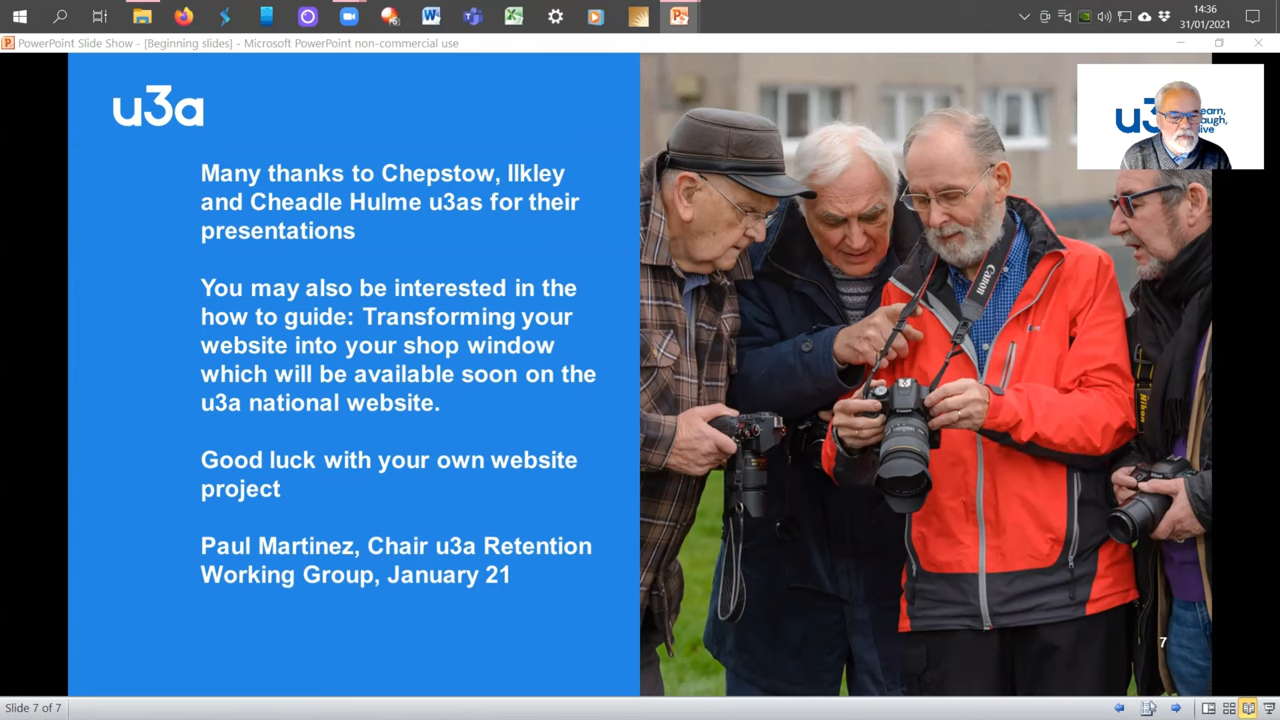 14:36
31/01/2021
PowerPoint Slide Show - [Beginning slides] - Microsoft PowerPoint non-commercial use
u3a
Many thanks to Chepstow, Ilkley
and Cheadle Hulme u3as for their
presentations
You may also be interested in the
how to guide: Transforming your
website into your shop window
which will be available soon on the
u3a national website.
Good luck with your own website
project
Paul Martinez, Chair u3a Retention
Working Group, January 21
Canon
Canon
Nikon
7
Slide 7 of 7